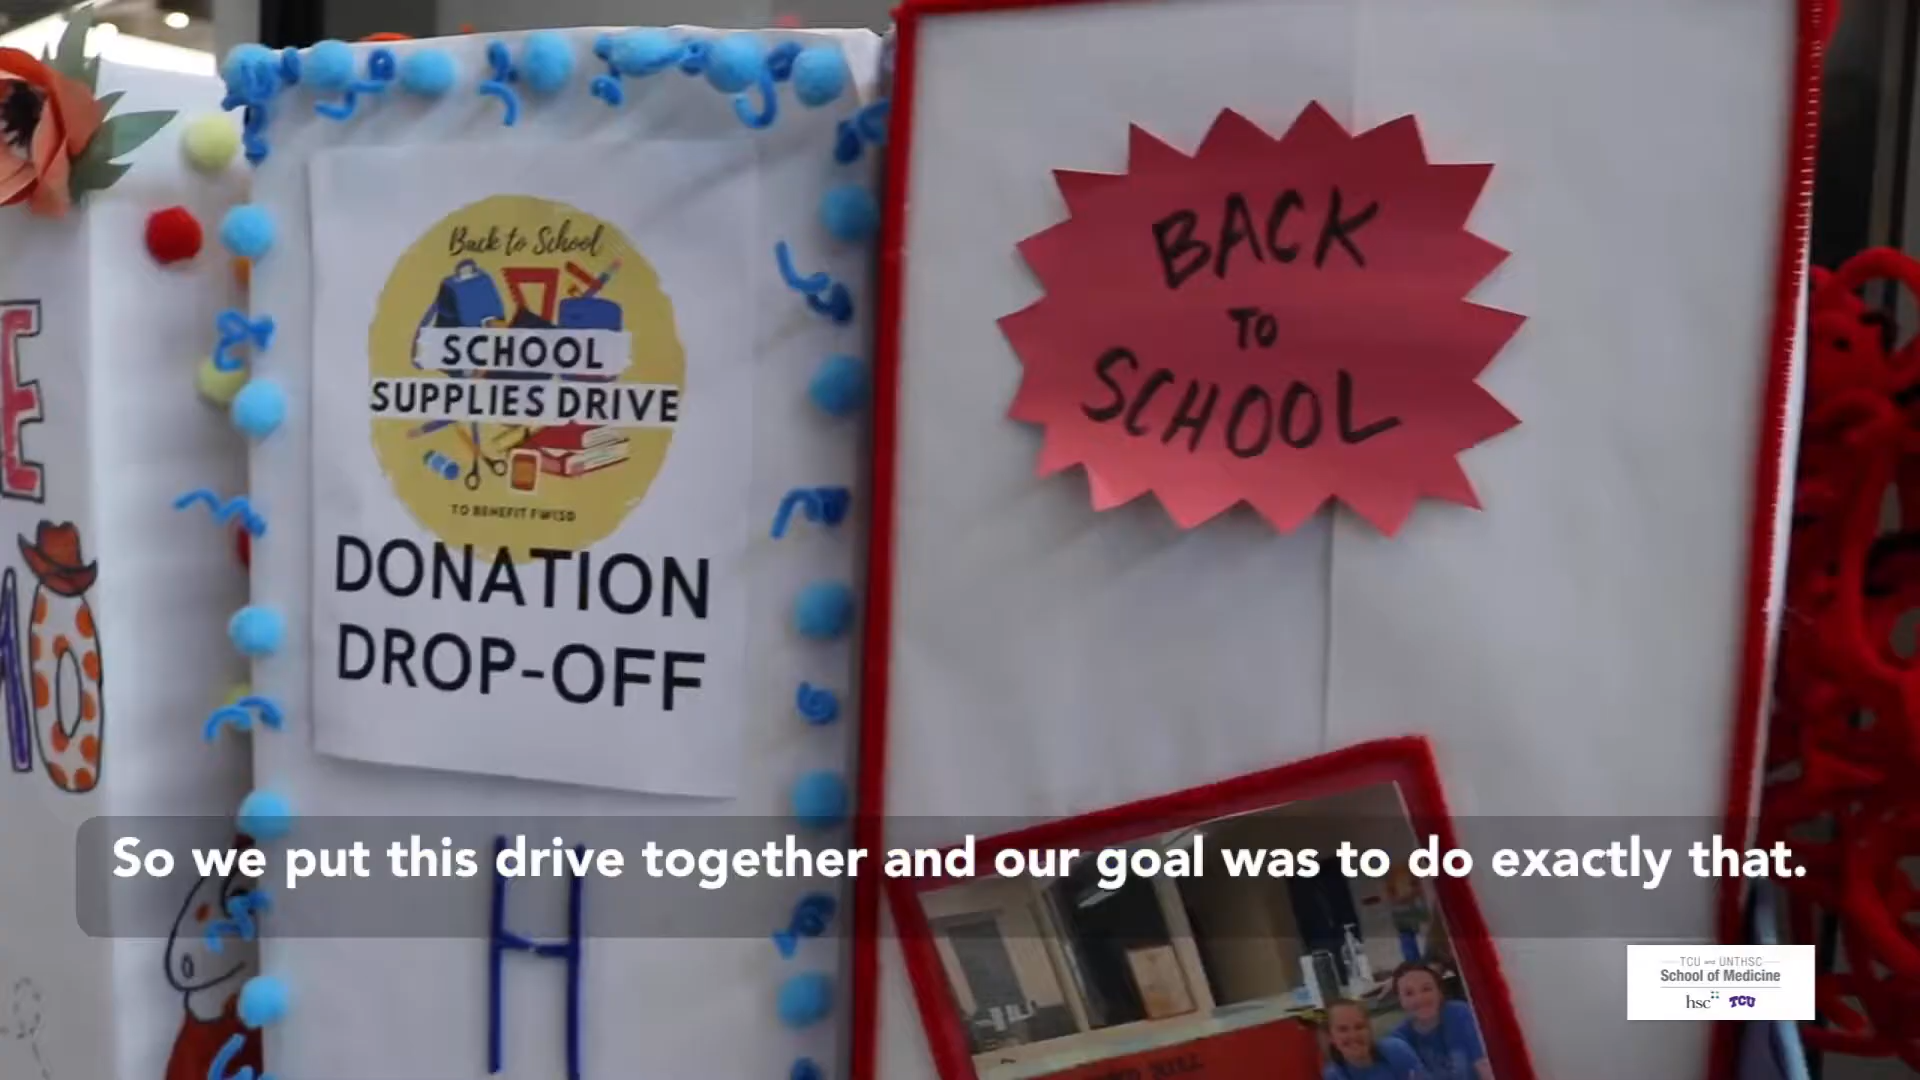 E
10
Back to School
SCHOOL
SUPPLIES DRIVE
TO BENEFIT FWISD
DONATION
DROP-OFF
H
BACK
TO
SCHOOL
So we put this drive together and our goal was to do exactly that.
TCU and UNTHSC
School of Medicine
hsc TCU